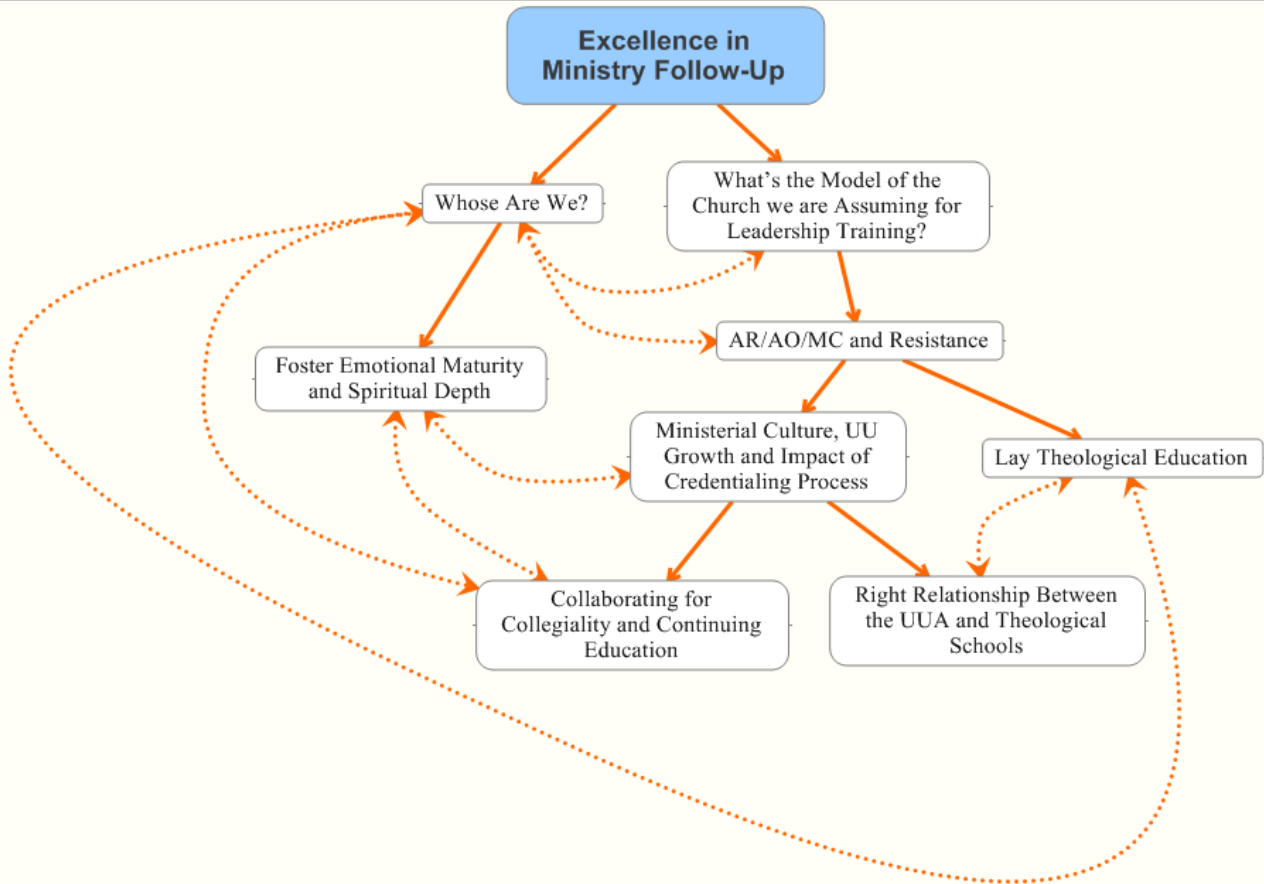 Excellence in
Ministry Follow-Up
Whose Are We?
What’s the Model of the
Church we are Assuming for
Leadership Training?
AR/AO/MC and Resistance
Foster Emotional Maturity
and Spiritual Depth
Ministerial Culture, UU
Growth and Impact of
Credentialing Process
Lay Theological Education
Collaborating for
Collegiality and Continuing
Education
Right Relationship Between
the UUA and Theological
Schools